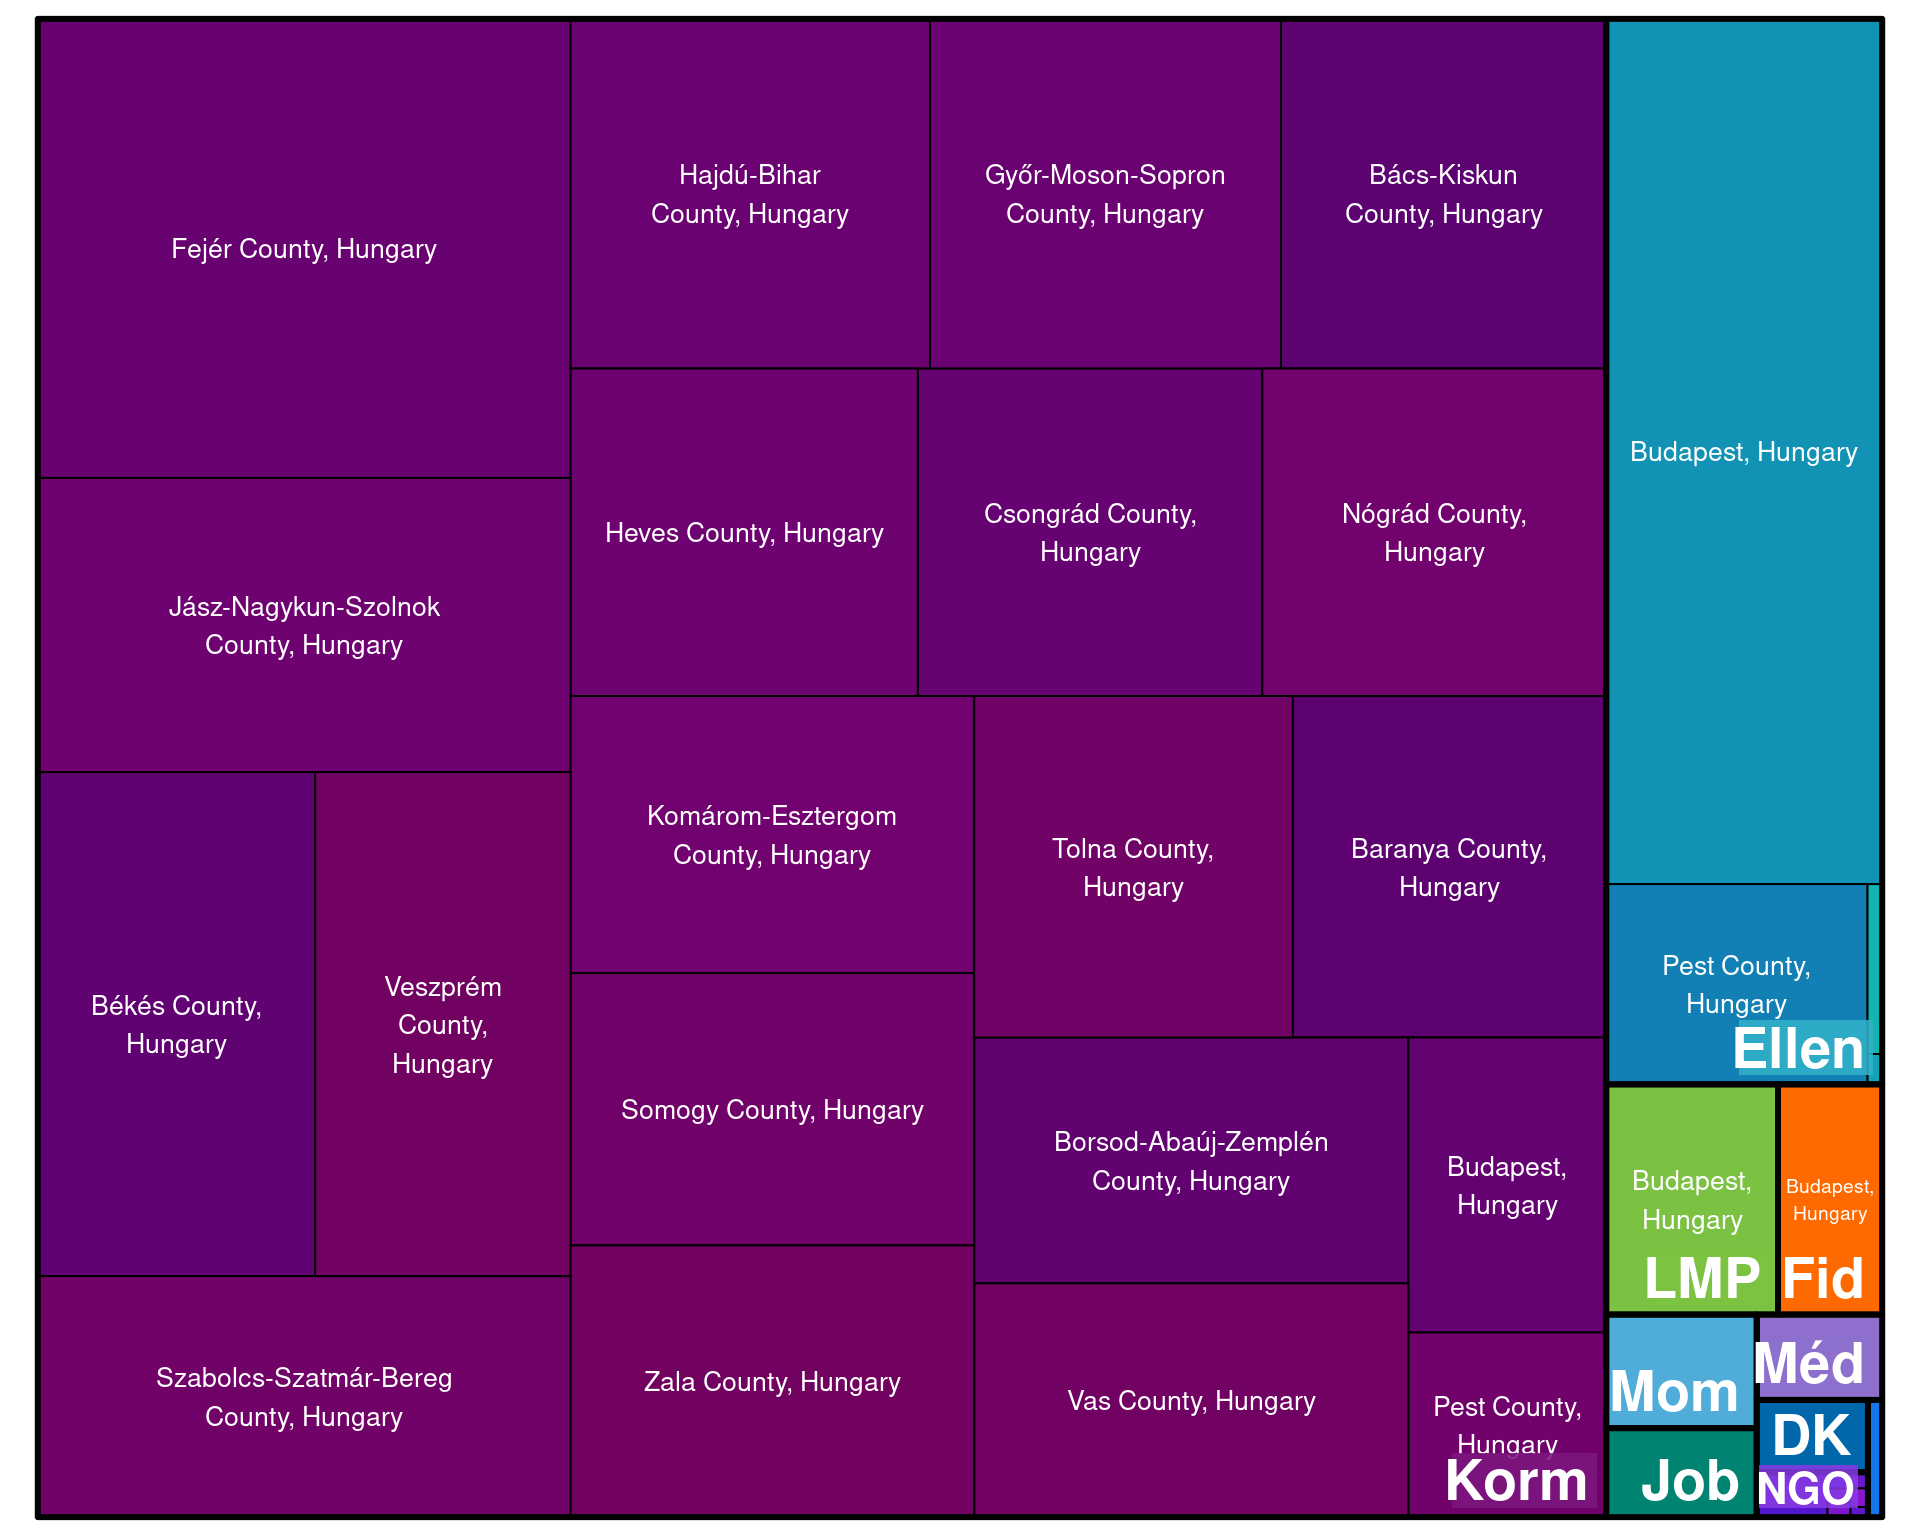 Fejér County, Hungary
Hajdú-Bihar
County, Hungary
Győr-Moson-Sopron
County, Hungary
Bács-Kiskun
County, Hungary
Budapest, Hungary
Jász-Nagykun-Szolnok
County, Hungary
Heves County, Hungary
Csongrád County,
Hungary
Nógrád County,
Hungary
Békés County,
Hungary
Veszprém
County,
Hungary
Komárom-Esztergom
County, Hungary
Tolna County,
Hungary
Baranya County,
Hungary
Pest County,
Hungary
Ellen
Somogy County, Hungary
Borsod-Abaúj-Zemplén
County, Hungary
Budapest,
Hungary
Budapest,
Hungary
LMP
Budapest,
Hungary
Fid
Szabolcs-Szatmár-Bereg
County, Hungary
Zala County, Hungary
Vas County, Hungary
Pest County,
Hungary
Korm
Mom
Méd
Job
DK
NGO